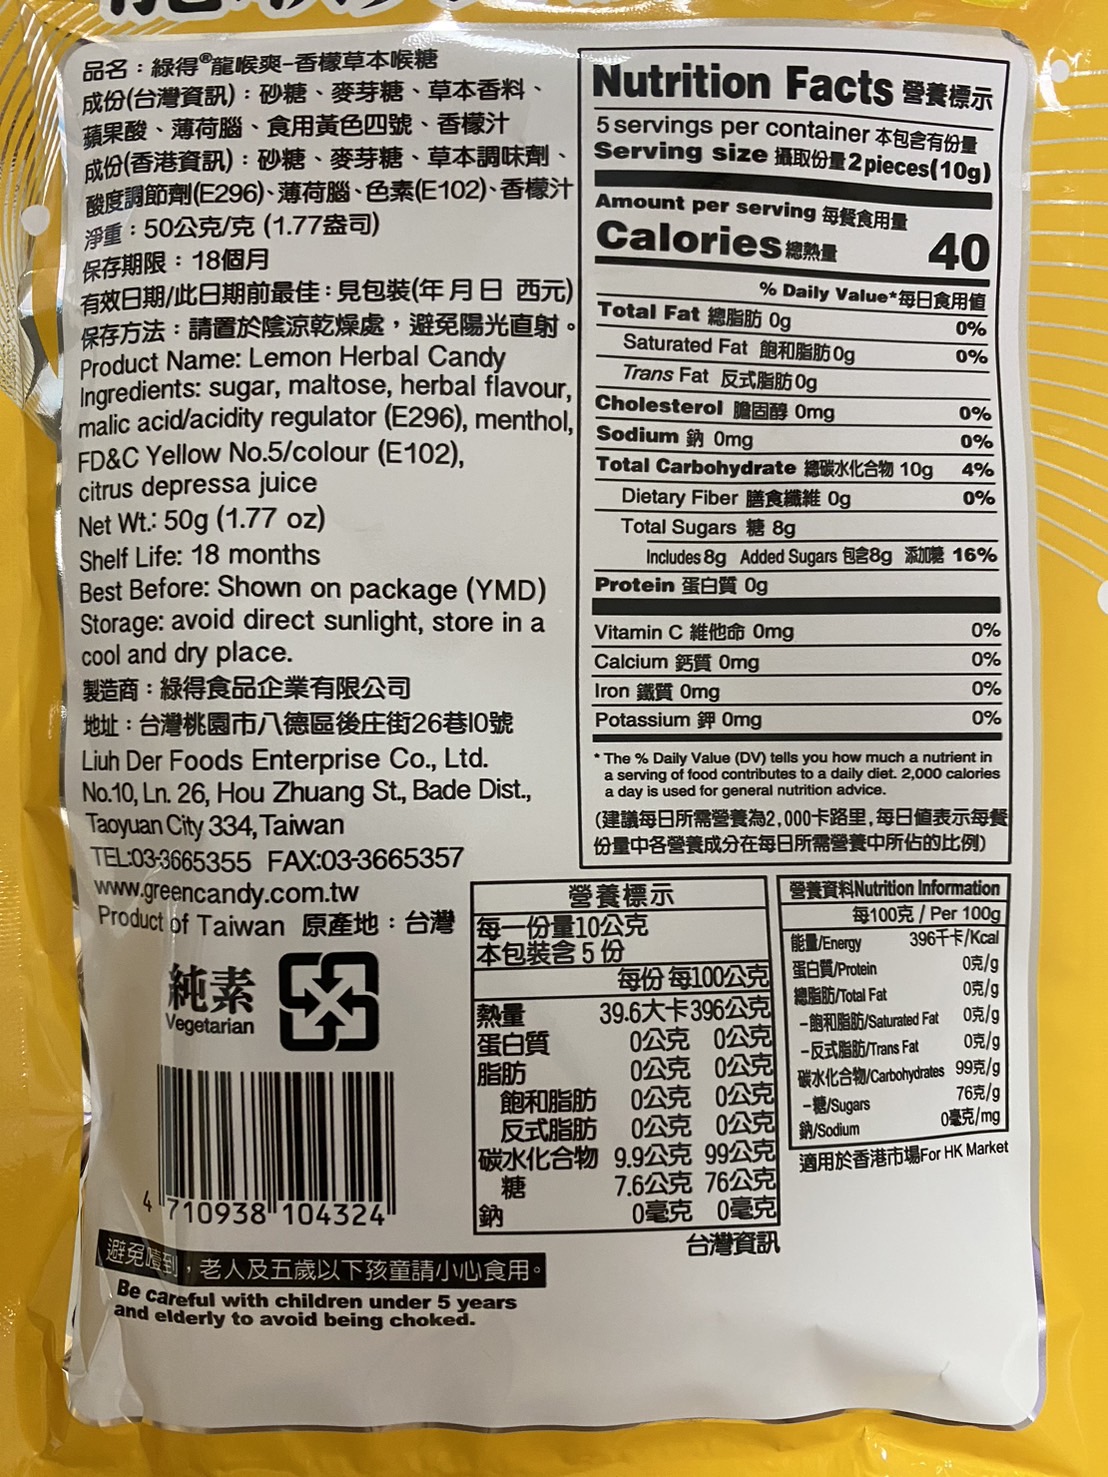 品名：綠得®龍喉爽-香檬草本喉糖
成份(台灣資訊)：砂糖、麥芽糖、草本香料、
蘋果酸、薄荷腦、食用黃色四號、香檬汁
成份(香港資訊)：砂糖、麥芽糖、草本調味劑、
酸度調節劑(E296)、薄荷腦、色素(E102)、香檬汁
淨重：50公克/克 (1.77盎司)
保存期限：18個月
有效日期/此日期前最佳：見包裝(年月日 西元)
保存方法：請置於陰涼乾燥處，避免陽光直射。
Product Name: Lemon Herbal Candy
Ingredients: sugar, maltose, herbal flavour,
malic acid/acidity regulator (E296), menthol,
FD&C Yellow No.5/colour (E102),
citrus depressa juice
Net Wt.: 50g (1.77 oz)
Shelf Life: 18 months
Best Before: Shown on package (YMD)
Storage: avoid direct sunlight, store in a
cool and dry place.
製造商：綠得食品企業有限公司
地址：台灣桃園市八德區後庄街26巷10號
Liuh Der Foods Enterprise Co., Ltd.
No.10, Ln. 26, Hou Zhuang St., Bade Dist.,
Taoyuan City 334, Taiwan
TEL:03-3665355 FAX:03-3665357
www.greencandy.com.tw
Product of Taiwan 原產地：台灣
純素
Vegetarian
4 710938 104324
避免噎到，老人及五歲以下孩童請小心食用。
Be careful with children under 5 years
and elderly to avoid being choked.
Nutrition Facts 營養標示
5 servings per container 本包含有份量
Serving size 攝取份量 2 pieces(10g)
Amount per serving 每餐食用量
Calories 總熱量 40
% Daily Value* 每日食用值
Total Fat 總脂肪 0g 0%
Saturated Fat 飽和脂肪 0g 0%
Trans Fat 反式脂肪 0g
Cholesterol 膽固醇 0mg 0%
Sodium 鈉 0mg 0%
Total Carbohydrate 總碳水化合物 10g 4%
Dietary Fiber 膳食纖維 0g 0%
Total Sugars 糖 8g
Includes 8g Added Sugars 包含8g 添加糖 16%
Protein 蛋白質 0g
Vitamin C 維他命 0mg 0%
Calcium 鈣質 0mg 0%
Iron 鐵質 0mg 0%
Potassium 鉀 0mg 0%
* The % Daily Value (DV) tells you how much a nutrient in
a serving of food contributes to a daily diet. 2,000 calories
a day is used for general nutrition advice.
(建議每日所需營養為2,000卡路里,每日値表示每餐
份量中各營養成分在每日所需營養中所佔的比例)
營養標示
每一份量10公克
本包裝含 5 份
每份 每100公克
熱量 39.6大卡 396公克
蛋白質 0公克 0公克
脂肪 0公克 0公克
飽和脂肪 0公克 0公克
反式脂肪 0公克 0公克
碳水化合物 9.9公克 99公克
糖 7.6公克 76公克
鈉 0毫克 0毫克
台灣資訊
營養資料Nutrition Information
每100克 / Per 100g
能量/Energy 396千卡/Kcal
蛋白質/Protein 0克/g
總脂肪/Total Fat 0克/g
-飽和脂肪/Saturated Fat 0克/g
-反式脂肪/Trans Fat 0克/g
碳水化合物/Carbohydrates 99克/g
-糖/Sugars 76克/g
鈉/Sodium 0毫克/mg
適用於香港市場For HK Market